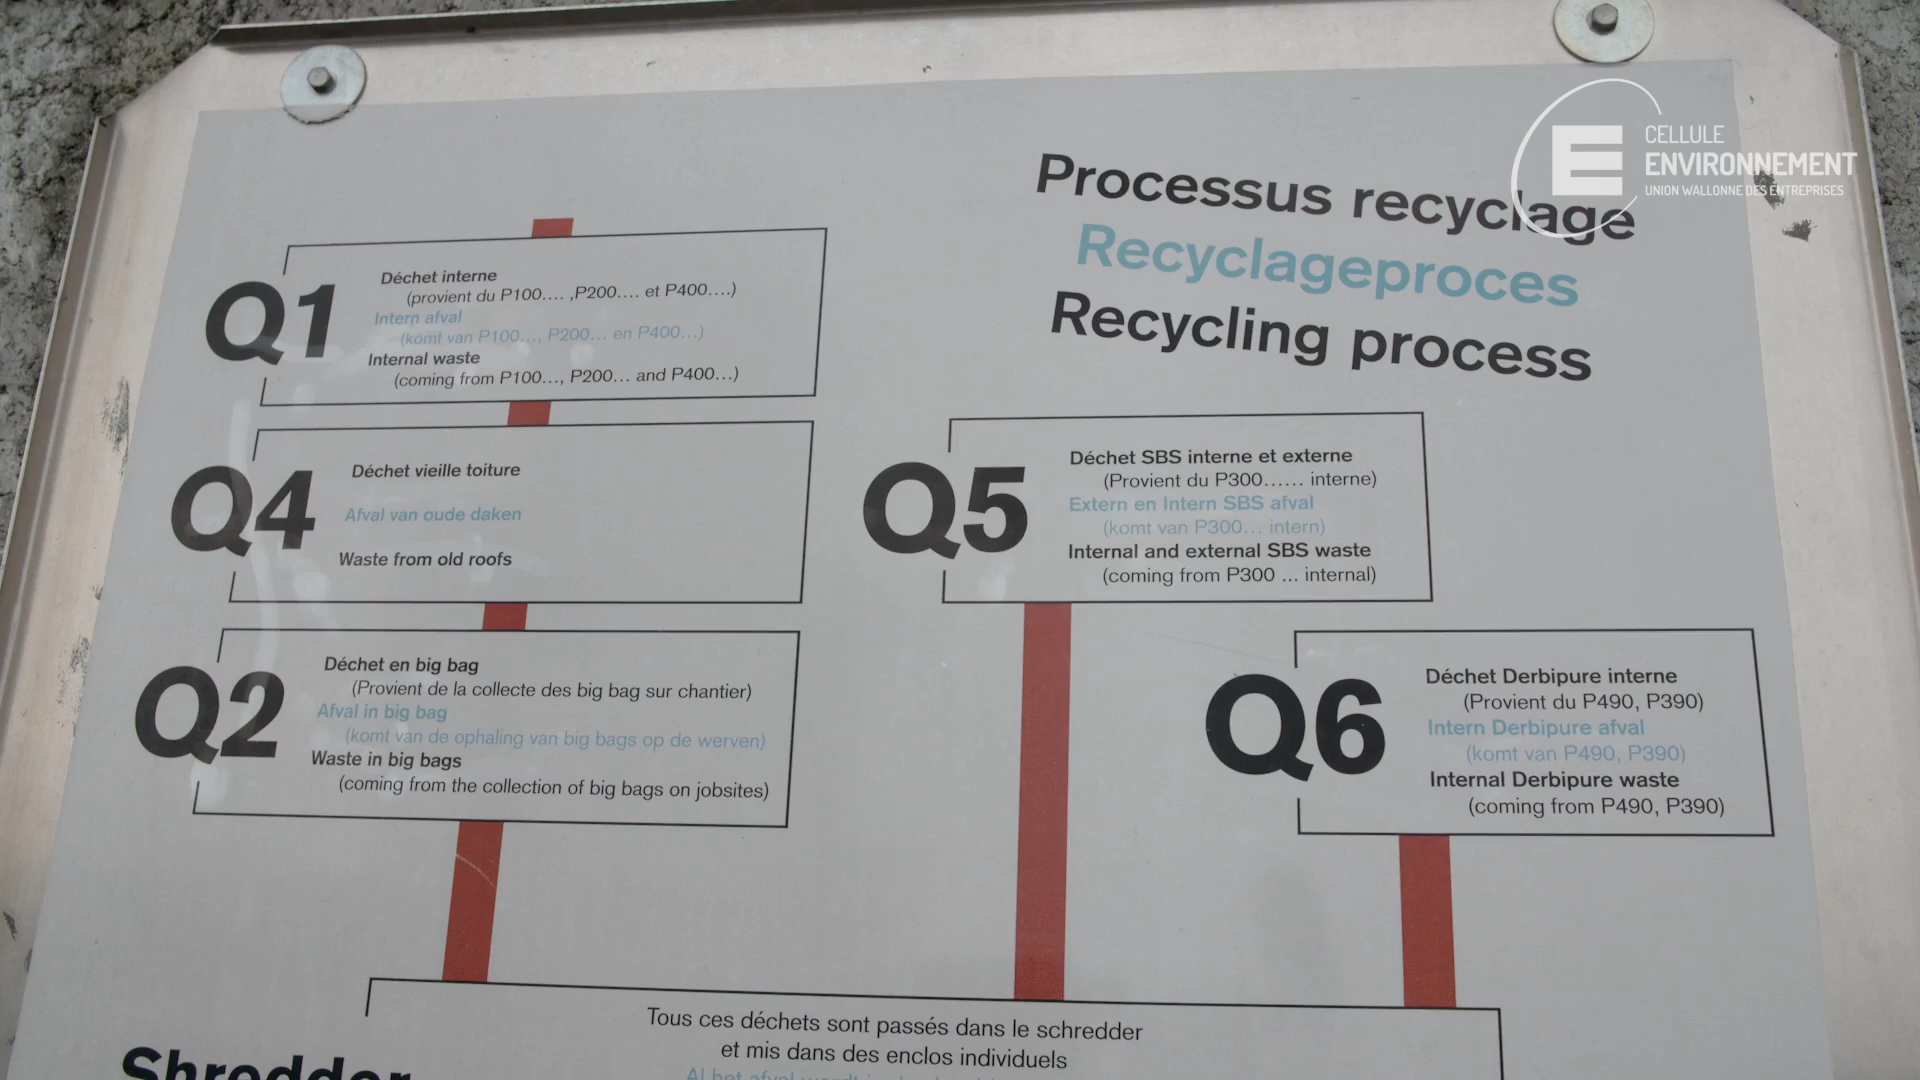 CELLULE
ENVIRONNEMENT
UNION WALLONNE DES ENTREPRISES
Processus recyclage
Recyclageproces
Recycling process
Q1
Déchet interne
(provient du P100.... ,P200.... et P400....)
Intern afval
(komt van P100..., P200... en P400...)
Internal waste
(coming from P100..., P200... and P400...)
Q4
Déchet vieille toiture
Afval van oude daken
Waste from old roofs
Q2
Déchet en big bag
(Provient de la collecte des big bag sur chantier)
Afval in big bag
(komt van de ophaling van big bags op de werven)
Waste in big bags
(coming from the collection of big bags on jobsites)
Q5
Déchet SBS interne et externe
(Provient du P300...... interne)
Extern en Intern SBS afval
(komt van P300... intern)
Internal and external SBS waste
(coming from P300 ... internal)
Q6
Déchet Derbipure interne
(Provient du P490, P390)
Intern Derbipure afval
(komt van P490, P390)
Internal Derbipure waste
(coming from P490, P390)
Shredder
Tous ces déchets sont passés dans le schredder
et mis dans des enclos individuels
Al het afval wordt